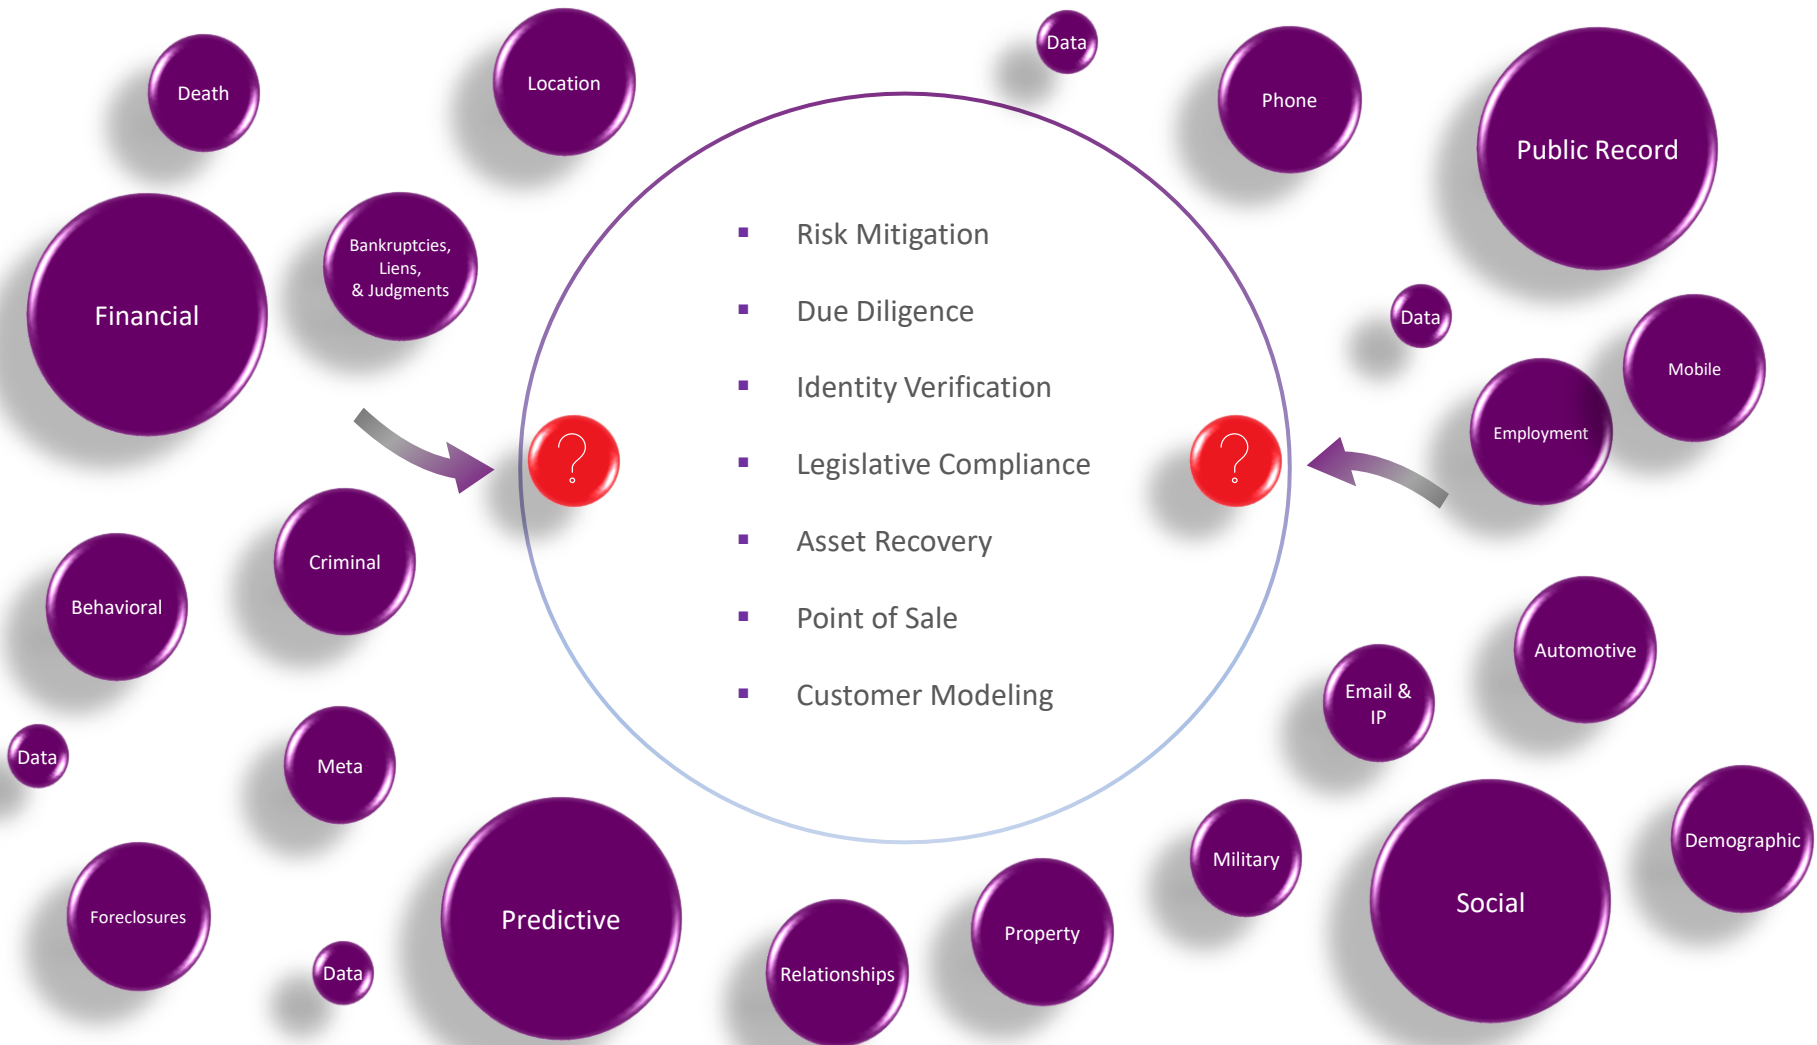 Death
Location
Data
Phone
Public Record
Financial
Bankruptcies,
Liens,
& Judgments
▪ Risk Mitigation
▪ Due Diligence
▪ Identity Verification
▪ Legislative Compliance
▪ Asset Recovery
▪ Point of Sale
▪ Customer Modeling
?
?
Data
Mobile
Employment
Criminal
Behavioral
Automotive
Email &
IP
Data
Meta
Military
Demographic
Foreclosures
Predictive
Social
Data
Relationships
Property